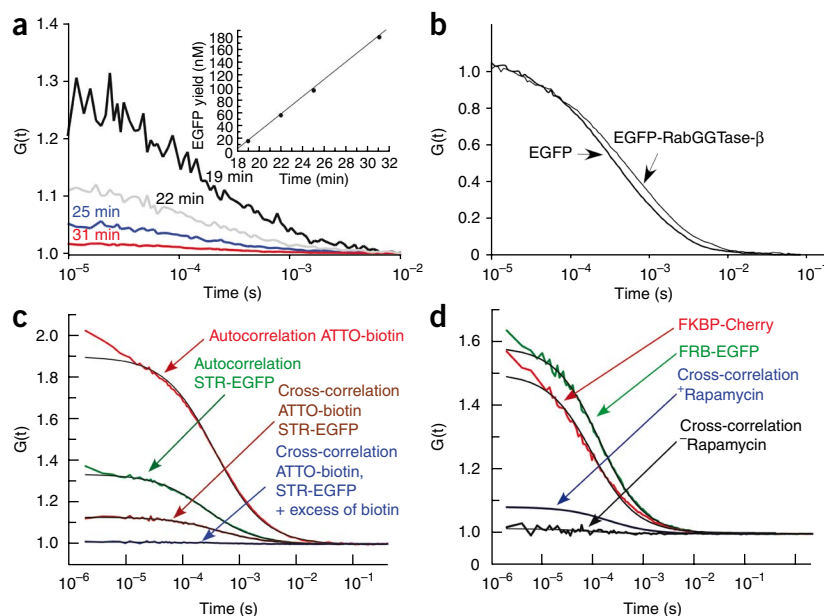 a
G(t)
1.4
1.3
1.2
1.1
1.0
19 min
22 min
25 min
31 min
10⁻⁵ 10⁻⁴ 10⁻³ 10⁻²
Time (s)
EGFP yield (nM)
180
160
140
120
100
80
60
40
20
0
18 20 22 24 26 28 30 32
Time (min)
b
G(t)
1.0
0.8
0.6
0.4
0.2
0
EGFP
EGFP-RabGGTase-β
10⁻⁵ 10⁻⁴ 10⁻³ 10⁻² 10⁻¹
Time (s)
c
G(t)
2.0
1.8
1.6
1.4
1.2
1.0
Autocorrelation ATTO-biotin
Autocorrelation
STR-EGFP
Cross-correlation
ATTO-biotin
STR-EGFP
Cross-correlation
ATTO-biotin,
STR-EGFP
+ excess of biotin
10⁻⁶ 10⁻⁵ 10⁻⁴ 10⁻³ 10⁻² 10⁻¹
Time (s)
d
G(t)
1.6
1.4
1.2
1.0
FKBP-Cherry
FRB-EGFP
Cross-correlation
+Rapamycin
Cross-correlation
−Rapamycin
10⁻⁶ 10⁻⁵ 10⁻⁴ 10⁻³ 10⁻² 10⁻¹
Time (s)